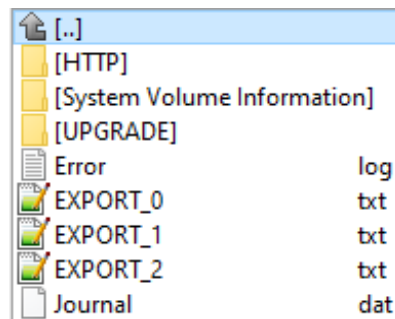 [..]
[HTTP]
[System Volume Information]
[UPGRADE]
Error log
EXPORT_0 txt
EXPORT_1 txt
EXPORT_2 txt
Journal dat